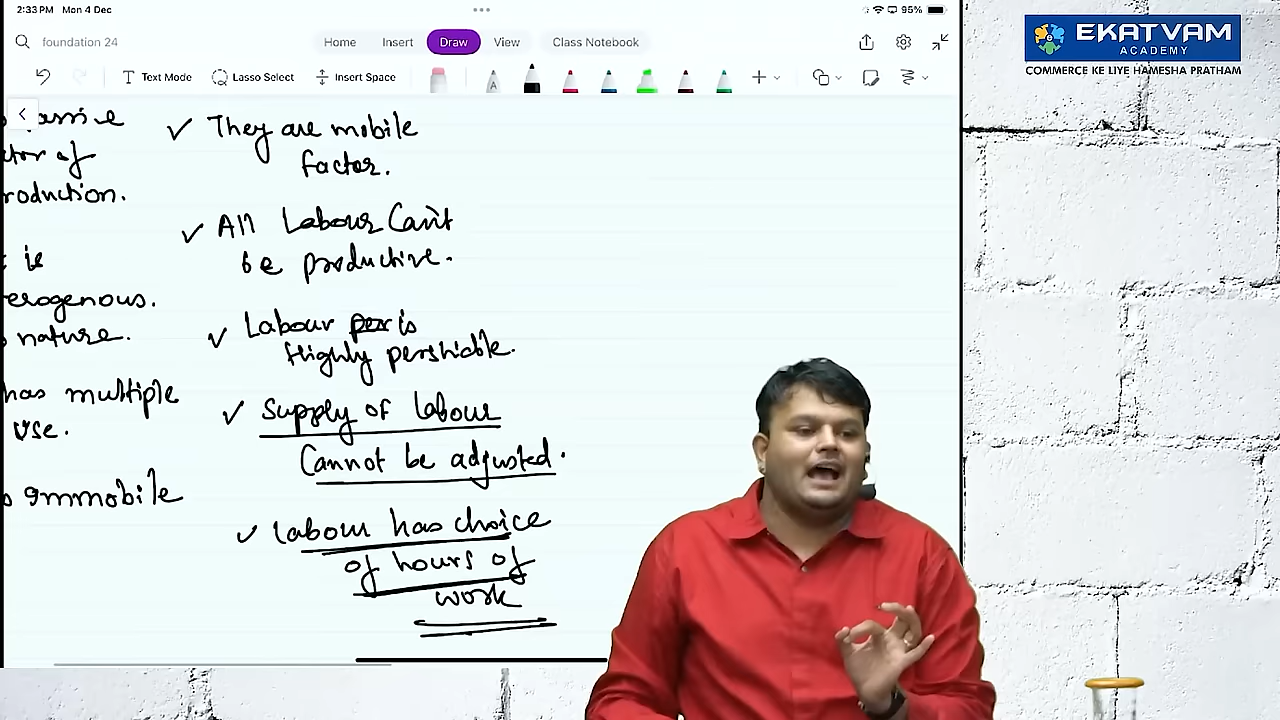 2:33 PM Mon 4 Dec
95%
foundation 24
Home Insert Draw View Class Notebook
Text Mode Lasso Select Insert Space
EKATVAM
ACADEMY
COMMERCE KE LIYE HAMESHA PRATHAM
ctor of
roduction.
is
erogenous.
nature.
has multiple
use.
immobile
✓ They are mobile
factor.
✓ All Labour Can't
be productive.
✓ Labour is
Highly pershiable.
✓ Supply of labour
Cannot be adjusted.
✓ labour has choice
of hours of
work